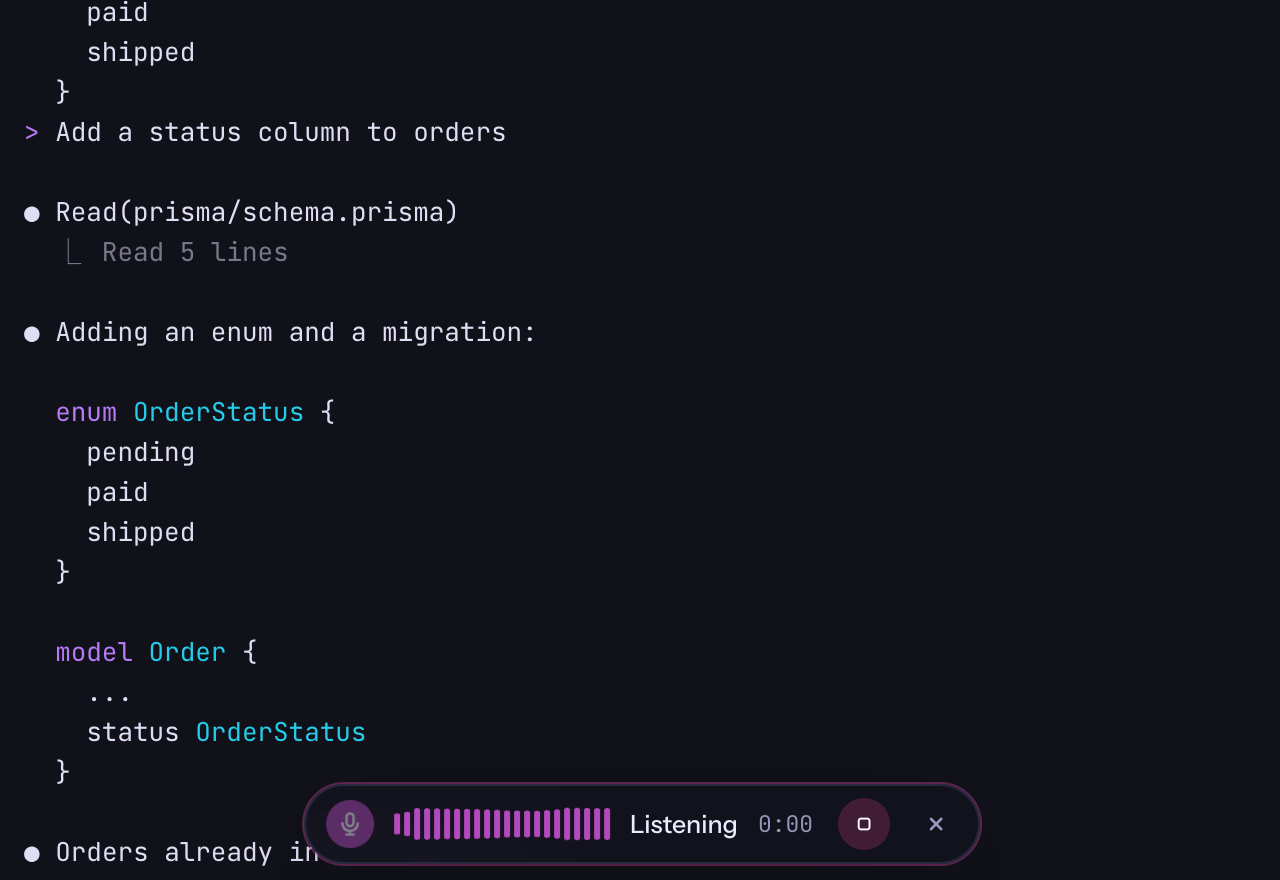 paid
shipped
}
> Add a status column to orders
● Read(prisma/schema.prisma)
⎿ Read 5 lines
● Adding an enum and a migration:
enum OrderStatus {
pending
paid
shipped
}
model Order {
...
status OrderStatus
}
● Orders already in
Listening 0:00